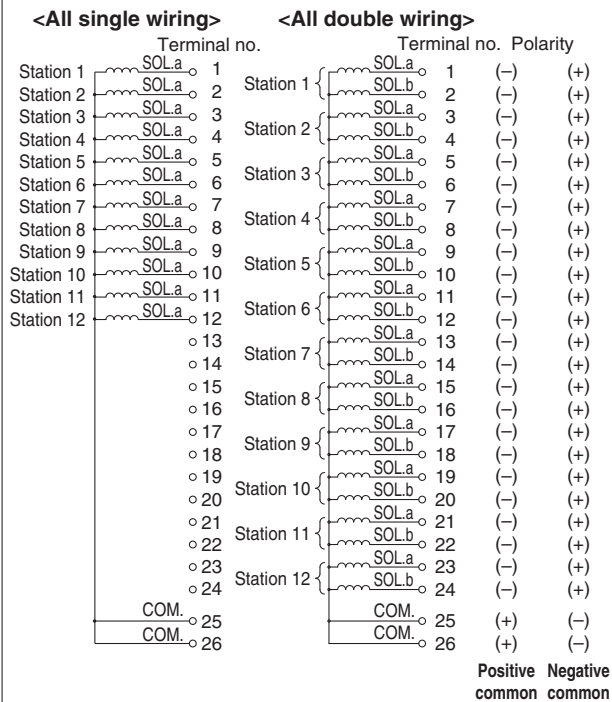 <All single wiring> <All double wiring>
Terminal no. Terminal no. Polarity
Station 1 SOL.a 1 Station 1 SOL.a 1 (–) (+)
Station 2 SOL.a 2 SOL.b 2 (–) (+)
Station 3 SOL.a 3 Station 2 SOL.a 3 (–) (+)
Station 4 SOL.a 4 SOL.b 4 (–) (+)
Station 5 SOL.a 5 Station 3 SOL.a 5 (–) (+)
Station 6 SOL.a 6 SOL.b 6 (–) (+)
Station 7 SOL.a 7 Station 4 SOL.a 7 (–) (+)
Station 8 SOL.a 8 SOL.b 8 (–) (+)
Station 9 SOL.a 9 Station 5 SOL.a 9 (–) (+)
Station 10 SOL.a 10 SOL.b 10 (–) (+)
Station 11 SOL.a 11 Station 6 SOL.a 11 (–) (+)
Station 12 SOL.a 12 SOL.b 12 (–) (+)
13 Station 7 SOL.a 13 (–) (+)
14 SOL.b 14 (–) (+)
15 Station 8 SOL.a 15 (–) (+)
16 SOL.b 16 (–) (+)
17 Station 9 SOL.a 17 (–) (+)
18 SOL.b 18 (–) (+)
19 Station 10 SOL.a 19 (–) (+)
20 SOL.b 20 (–) (+)
21 Station 11 SOL.a 21 (–) (+)
22 SOL.b 22 (–) (+)
23 Station 12 SOL.a 23 (–) (+)
24 SOL.b 24 (–) (+)
COM. 25 COM. 25 (+) (–)
COM. 26 COM. 26 (+) (–)
Positive Negative
common common